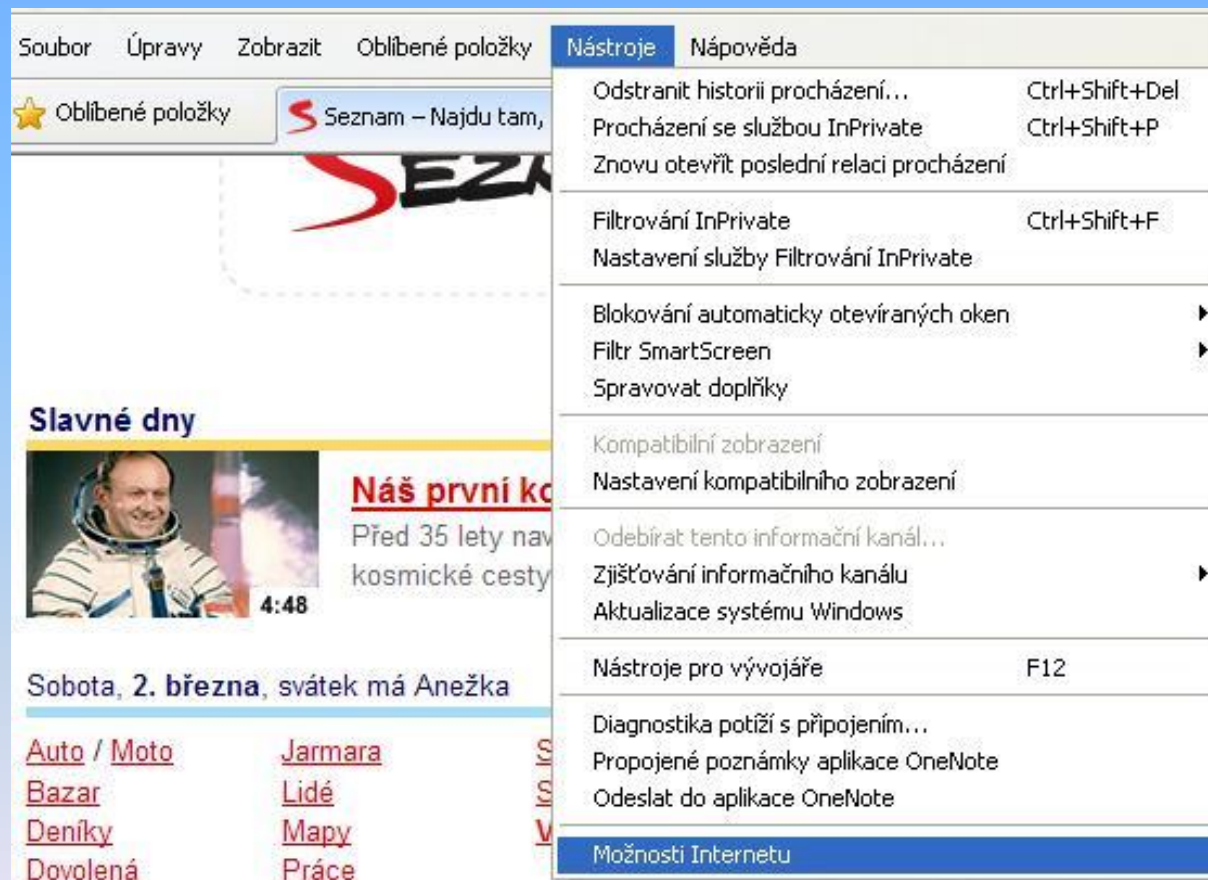 Soubor Úpravy Zobrazit Oblíbené položky Nástroje Nápověda
Oblíbené položky Seznam – Najdu tam,
Odstranit historii procházení... Ctrl+Shift+Del
Procházení se službou InPrivate Ctrl+Shift+P
Znovu otevřít poslední relaci procházení
Filtrování InPrivate Ctrl+Shift+F
Nastavení služby Filtrování InPrivate
Blokování automaticky otevíraných oken
Filtr SmartScreen
Spravovat doplňky
Kompatibilní zobrazení
Nastavení kompatibilního zobrazení
Odebírat tento informační kanál...
Zjišťování informačního kanálu
Aktualizace systému Windows
Nástroje pro vývojáře F12
Diagnostika potíží s připojením...
Propojené poznámky aplikace OneNote
Odeslat do aplikace OneNote
Možnosti Internetu
Slavné dny
Náš první
Před 35 lety
kosmické cesty
4:48
Sobota, 2. března, svátek má Anežka
Auto / Moto Jarmara
Bazar Lidé
Deníky Mapy
Dovolená Práce